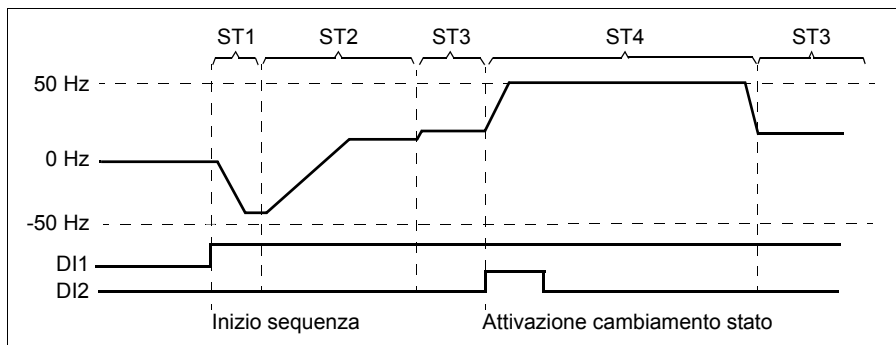 ST1 ST2 ST3 ST4 ST3
50 Hz
0 Hz
-50 Hz
DI1
DI2
Inizio sequenza Attivazione cambiamento stato